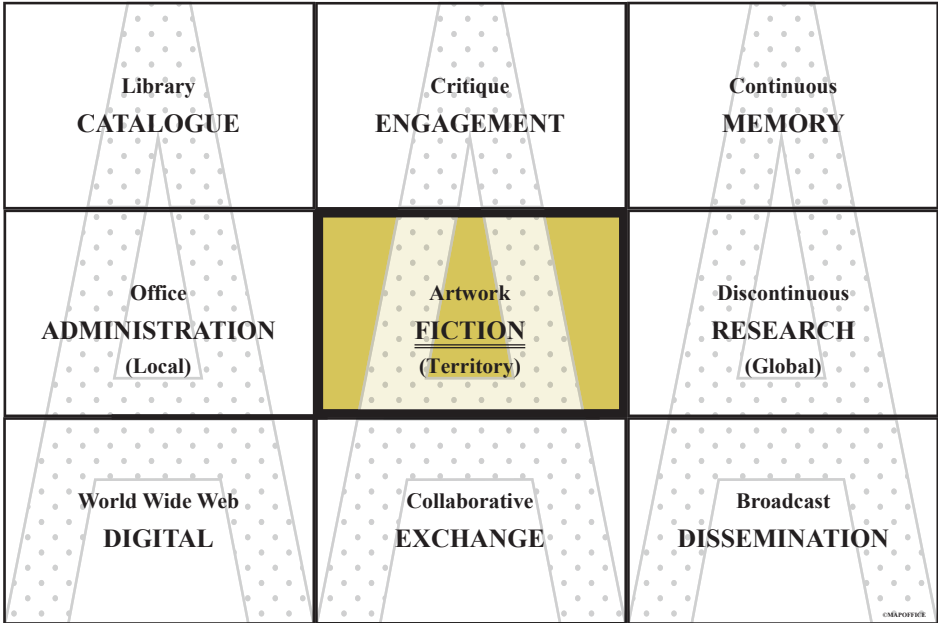 Library
CATALOGUE
Critique
ENGAGEMENT
Continuous
MEMORY
Office
ADMINISTRATION
(Local)
Artwork
FICTION
(Territory)
Discontinuous
RESEARCH
(Global)
World Wide Web
DIGITAL
Collaborative
EXCHANGE
Broadcast
DISSEMINATION
©MAPOFFICE